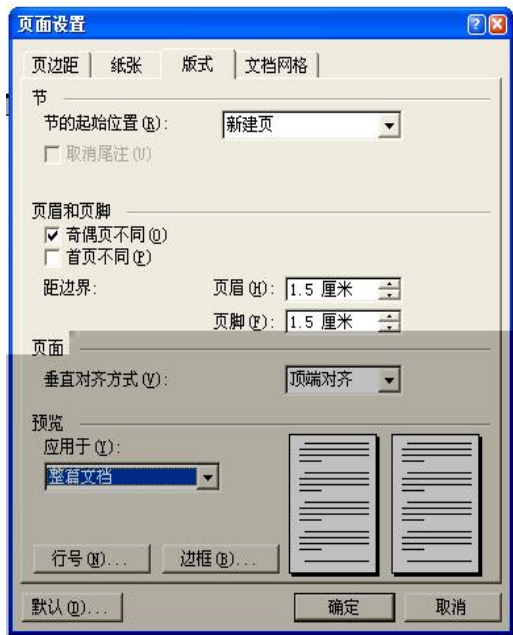 页面设置
页边距 纸张 版式 文档网格
节
节的起始位置(R): 新建页
取消尾注(U)
页眉和页脚
奇偶页不同(O)
首页不同(P)
距边界: 页眉(H): 1.5 厘米
页脚(F): 1.5 厘米
页面
垂直对齐方式(V): 顶端对齐
预览
应用于(Y):
整篇文档
行号(N)... 边框(B)...
默认(D)... 确定 取消